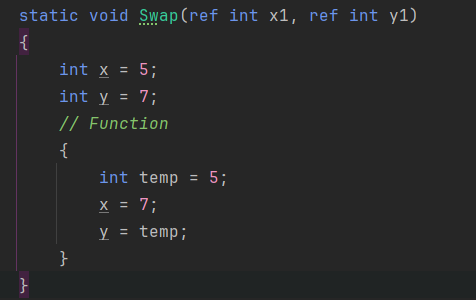 static void Swap(ref int x1, ref int y1)
{
    int x = 5;
    int y = 7;
    // Function
    {
        int temp = 5;
        x = 7;
        y = temp;
    }
}